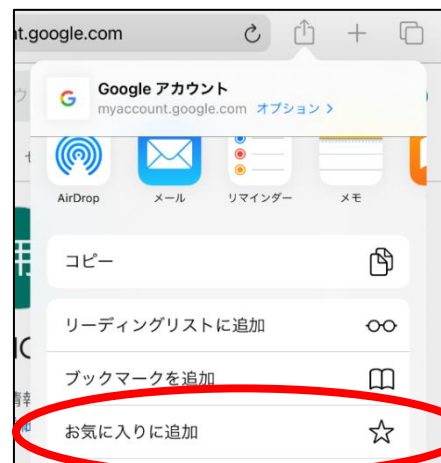 t.google.com
Google アカウント
myaccount.google.com オプション >
AirDrop メール リマインダー メモ
コピー
リーディングリストに追加
ブックマークを追加
お気に入りに追加